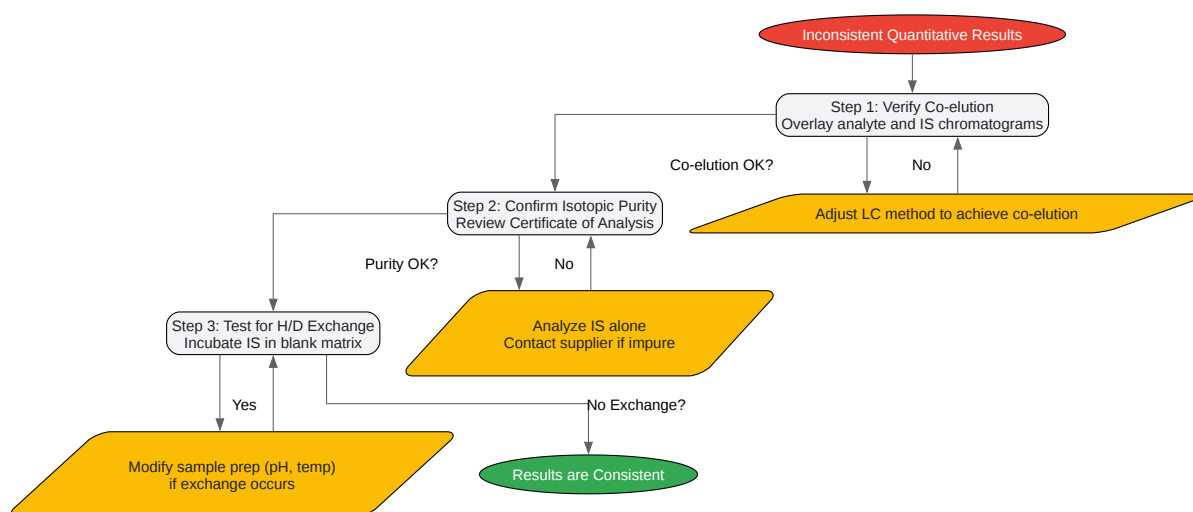 Inconsistent Quantitative Results
Step 1: Verify Co-elution
Overlay analyte and IS chromatograms
Co-elution OK?
No
Adjust LC method to achieve co-elution
Step 2: Confirm Isotopic Purity
Review Certificate of Analysis
Purity OK?
No
Analyze IS alone
Contact supplier if impure
Step 3: Test for H/D Exchange
Incubate IS in blank matrix
Yes
No Exchange?
Modify sample prep (pH, temp)
if exchange occurs
Results are Consistent